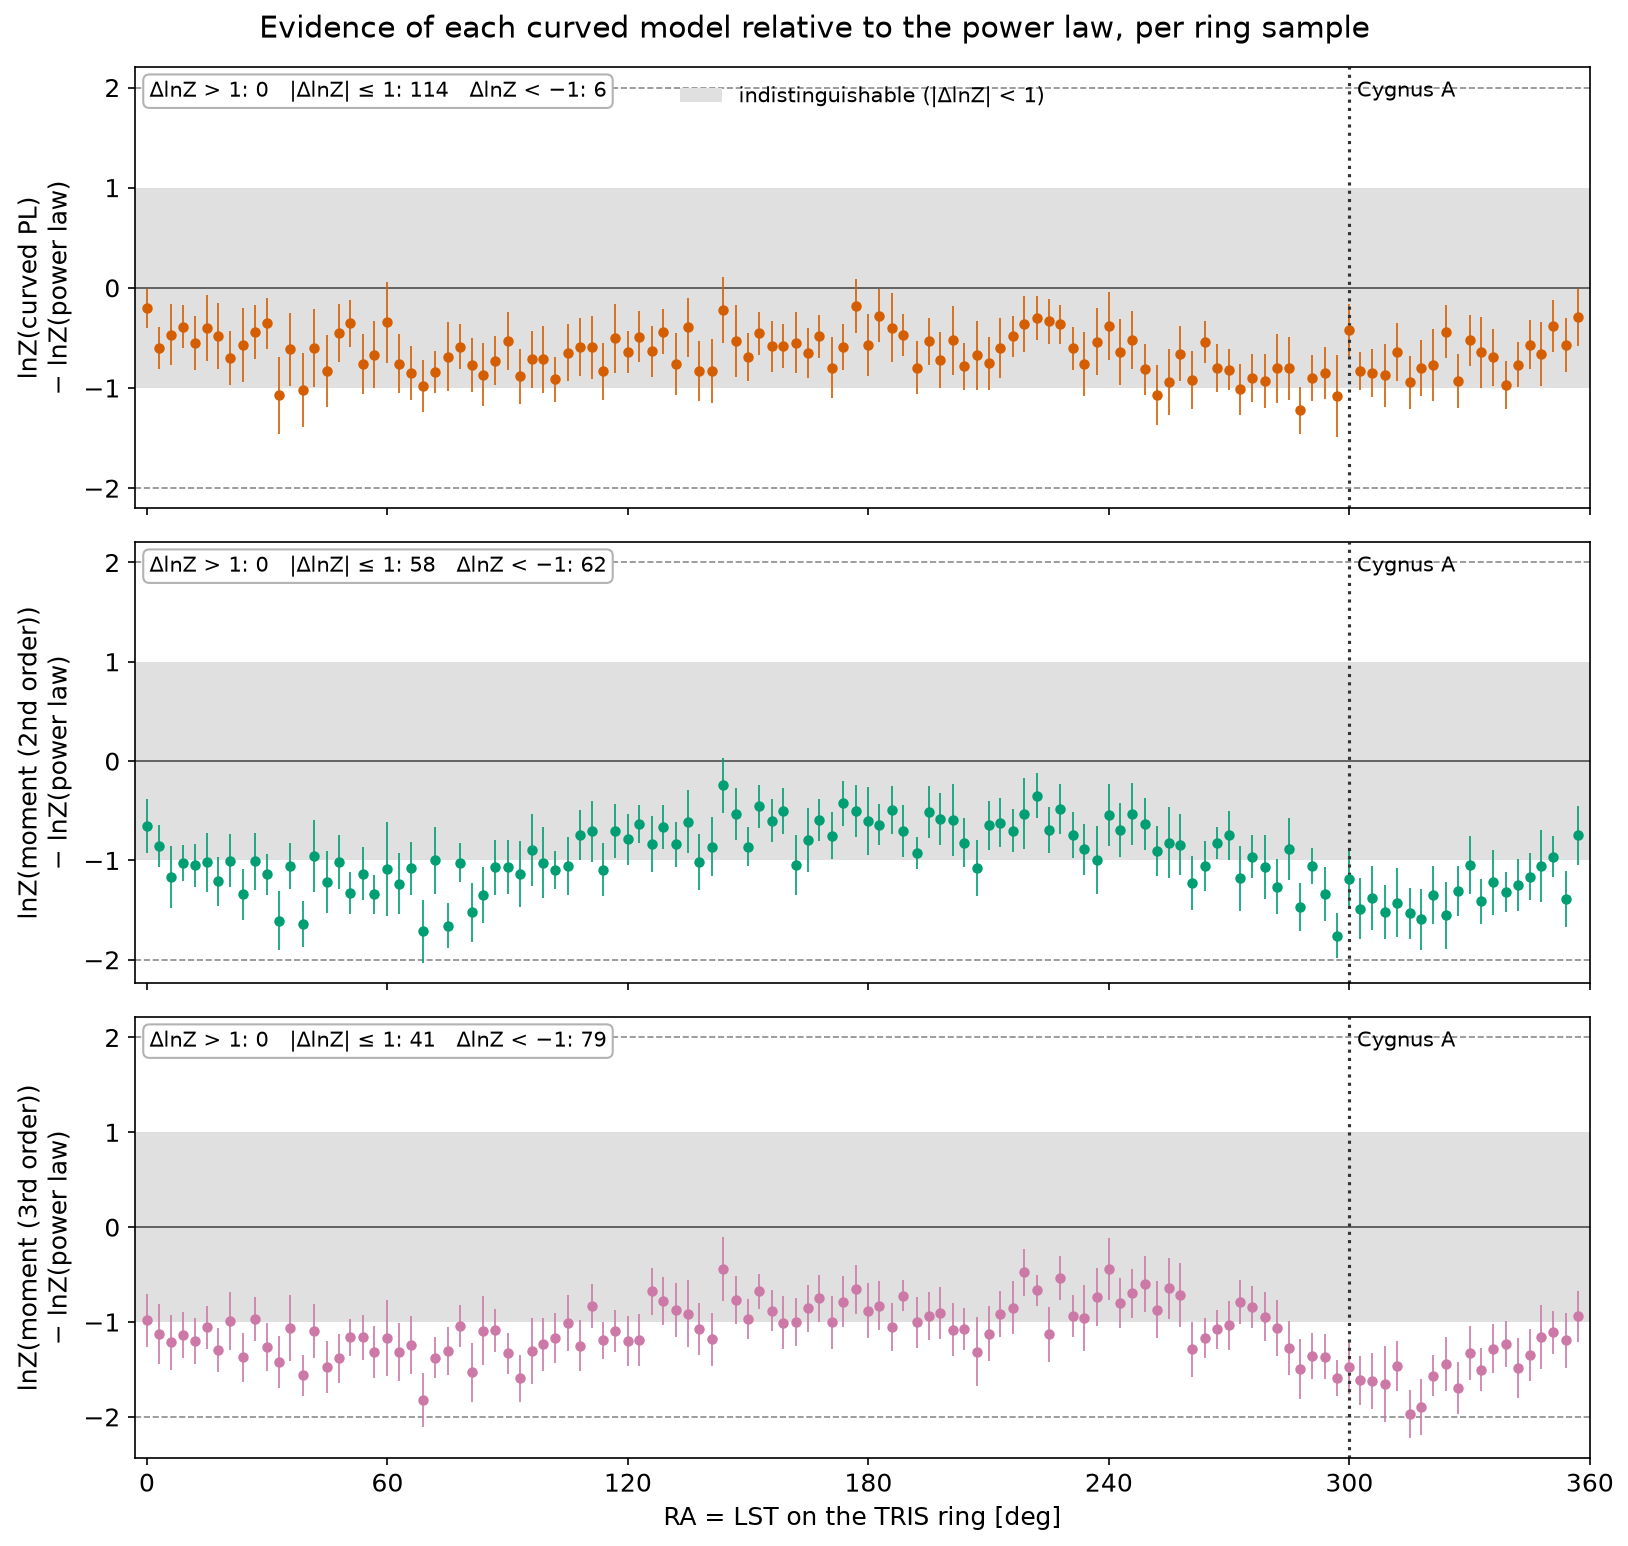 Evidence of each curved model relative to the power law, per ring sample
lnZ(curved PL)
− lnZ(power law)
2
1
0
−1
−2
ΔlnZ > 1: 0   |ΔlnZ| ≤ 1: 114   ΔlnZ < −1: 6
indistinguishable (|ΔlnZ| < 1)
Cygnus A
lnZ(moment (2nd order))
− lnZ(power law)
2
1
0
−1
−2
ΔlnZ > 1: 0   |ΔlnZ| ≤ 1: 58   ΔlnZ < −1: 62
Cygnus A
lnZ(moment (3rd order))
− lnZ(power law)
2
1
0
−1
−2
ΔlnZ > 1: 0   |ΔlnZ| ≤ 1: 41   ΔlnZ < −1: 79
Cygnus A
0 60 120 180 240 300 360
RA = LST on the TRIS ring [deg]